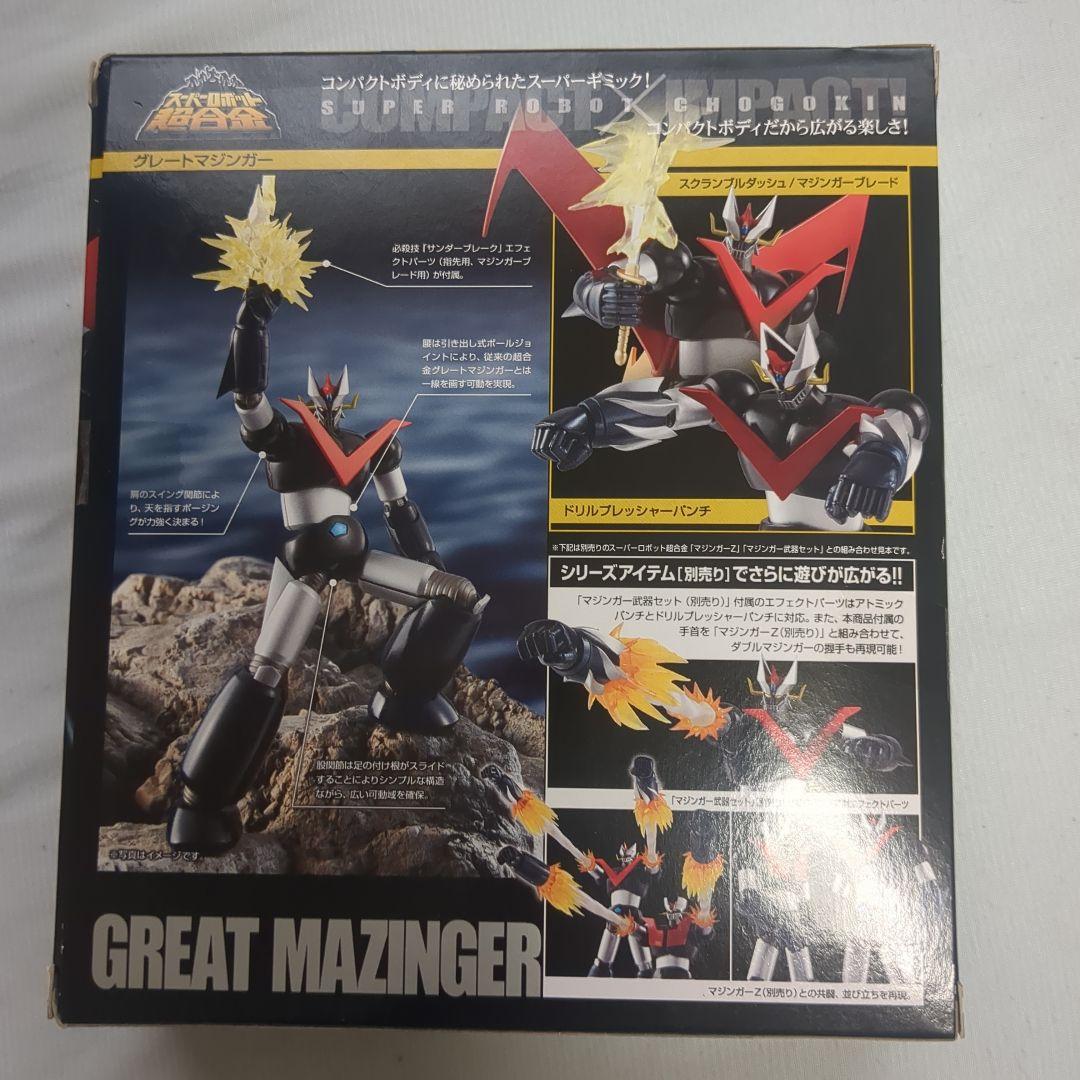 スーパーロボット
超合金
コンパクトボディに秘められたスーパーギミック!
COMPACT × IMPACT!
SUPER ROBOT CHOGOKIN
コンパクトボディだから広がる楽しさ!
グレートマジンガー
必殺技「サンダーブレーク」エフェ
クトパーツ(指先用、マジンガーブ
レード用)が付属。
腰は引き出し式ボールジョ
イントにより、従来の超合
金グレートマジンガーとは
一線を画す可動を実現。
肩のスイング関節によ
り、天を指すポージン
グが力強く決まる!
股関節は足の付け根がスライド
することによりシンプルな構造
ながら、広い可動域を確保。
※写真はイメージです。
GREAT MAZINGER
スクランブルダッシュ/マジンガーブレード
ドリルプレッシャーパンチ
※下記は別売りのスーパーロボット超合金「マジンガーZ」「マジンガー武器セット」との組み合わせ見本です。
シリーズアイテム[別売り]でさらに遊びが広がる!!
「マジンガー武器セット(別売り)」付属のエフェクトパーツはアトミック
パンチとドリルプレッシャーパンチに対応。また、本商品付属の
手首を「マジンガーZ(別売り)」と組み合わせて、
ダブルマジンガーの握手も再現可能!
「マジンガー武器セット」エフェクトパーツ
マジンガーZ(別売り)との共闘、並び立ちを再現。